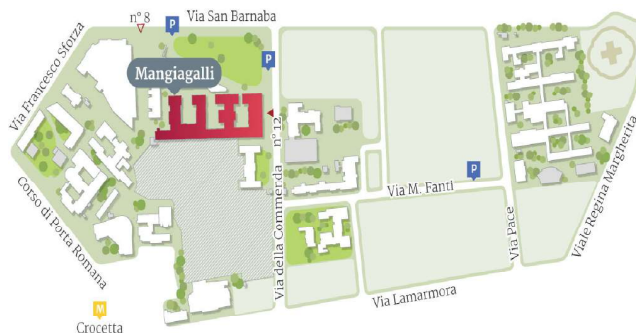 n° 8
Via San Barnaba
P
P
Via Francesco Sforza
Mangiagalli
n° 12
Via della Commenda
P
Via M. Fanti
Corso di Porta Romana
Via Pace
Viale Regina Margherita
Via Lamarmora
M
Crocetta